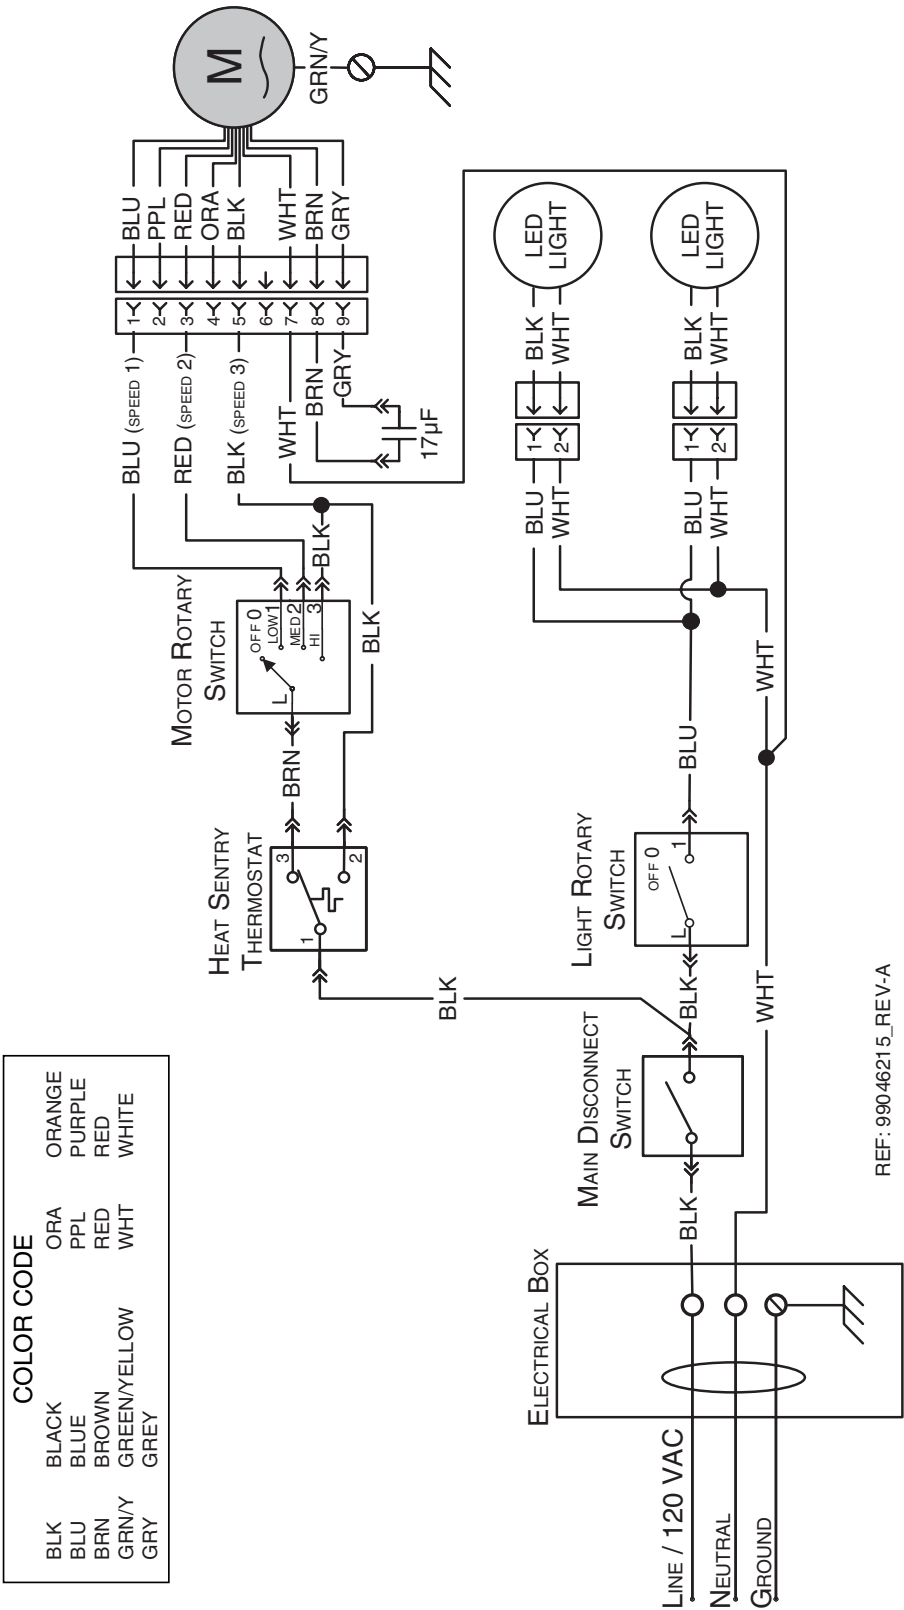 COLOR CODE
BLK BLACK ORA ORANGE
BLU BLUE PPL PURPLE
BRN BROWN RED RED
GRN/Y GREEN/YELLOW WHT WHITE
GRY GREY
LINE / 120 VAC
NEUTRAL
GROUND
ELECTRICAL BOX
BLK
MAIN DISCONNECT
SWITCH
BLK
BLK
LIGHT ROTARY
SWITCH
L
OFF 0
1
BLU
WHT
WHT
HEAT SENTRY
THERMOSTAT
1
3
2
BRN
BLK
MOTOR ROTARY
SWITCH
L
OFF 0
LOW 1
MED 2
HI 3
BLK
BLU (SPEED 1)
RED (SPEED 2)
BLK (SPEED 3)
WHT
BRN
GRY
17µF
1
2
3
4
5
6
7
8
9
BLU
PPL
RED
ORA
BLK
WHT
BRN
GRY
M
GRN/Y
BLU
WHT
1
2
BLK
WHT
LED
LIGHT
BLU
WHT
1
2
BLK
WHT
LED
LIGHT
REF: 99046215_REV-A